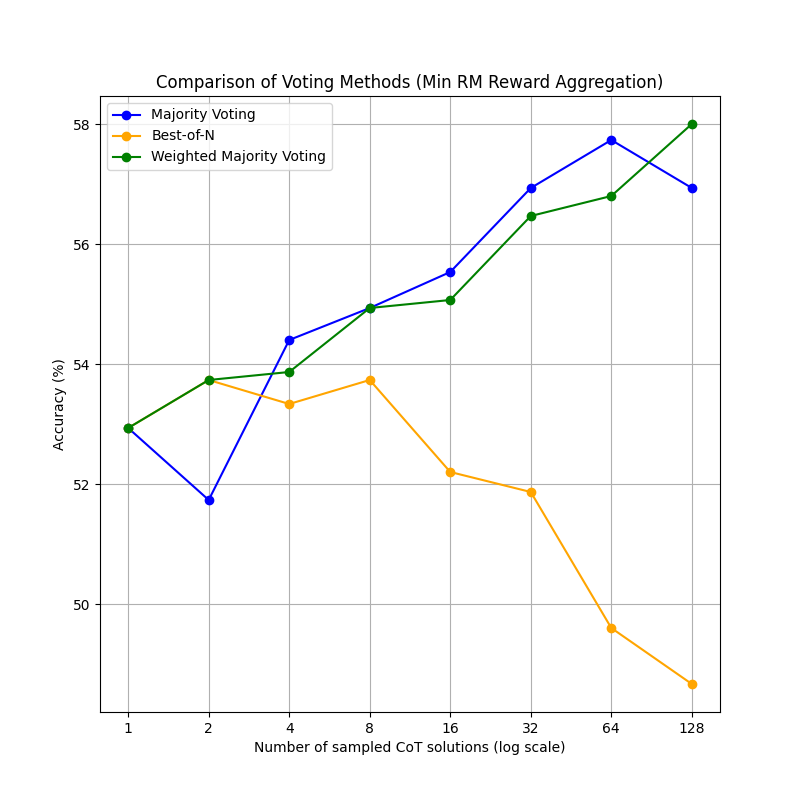 Comparison of Voting Methods (Min RM Reward Aggregation)
Majority Voting
Best-of-N
Weighted Majority Voting
58
56
54
52
50
Accuracy (%)
1 2 4 8 16 32 64 128
Number of sampled CoT solutions (log scale)